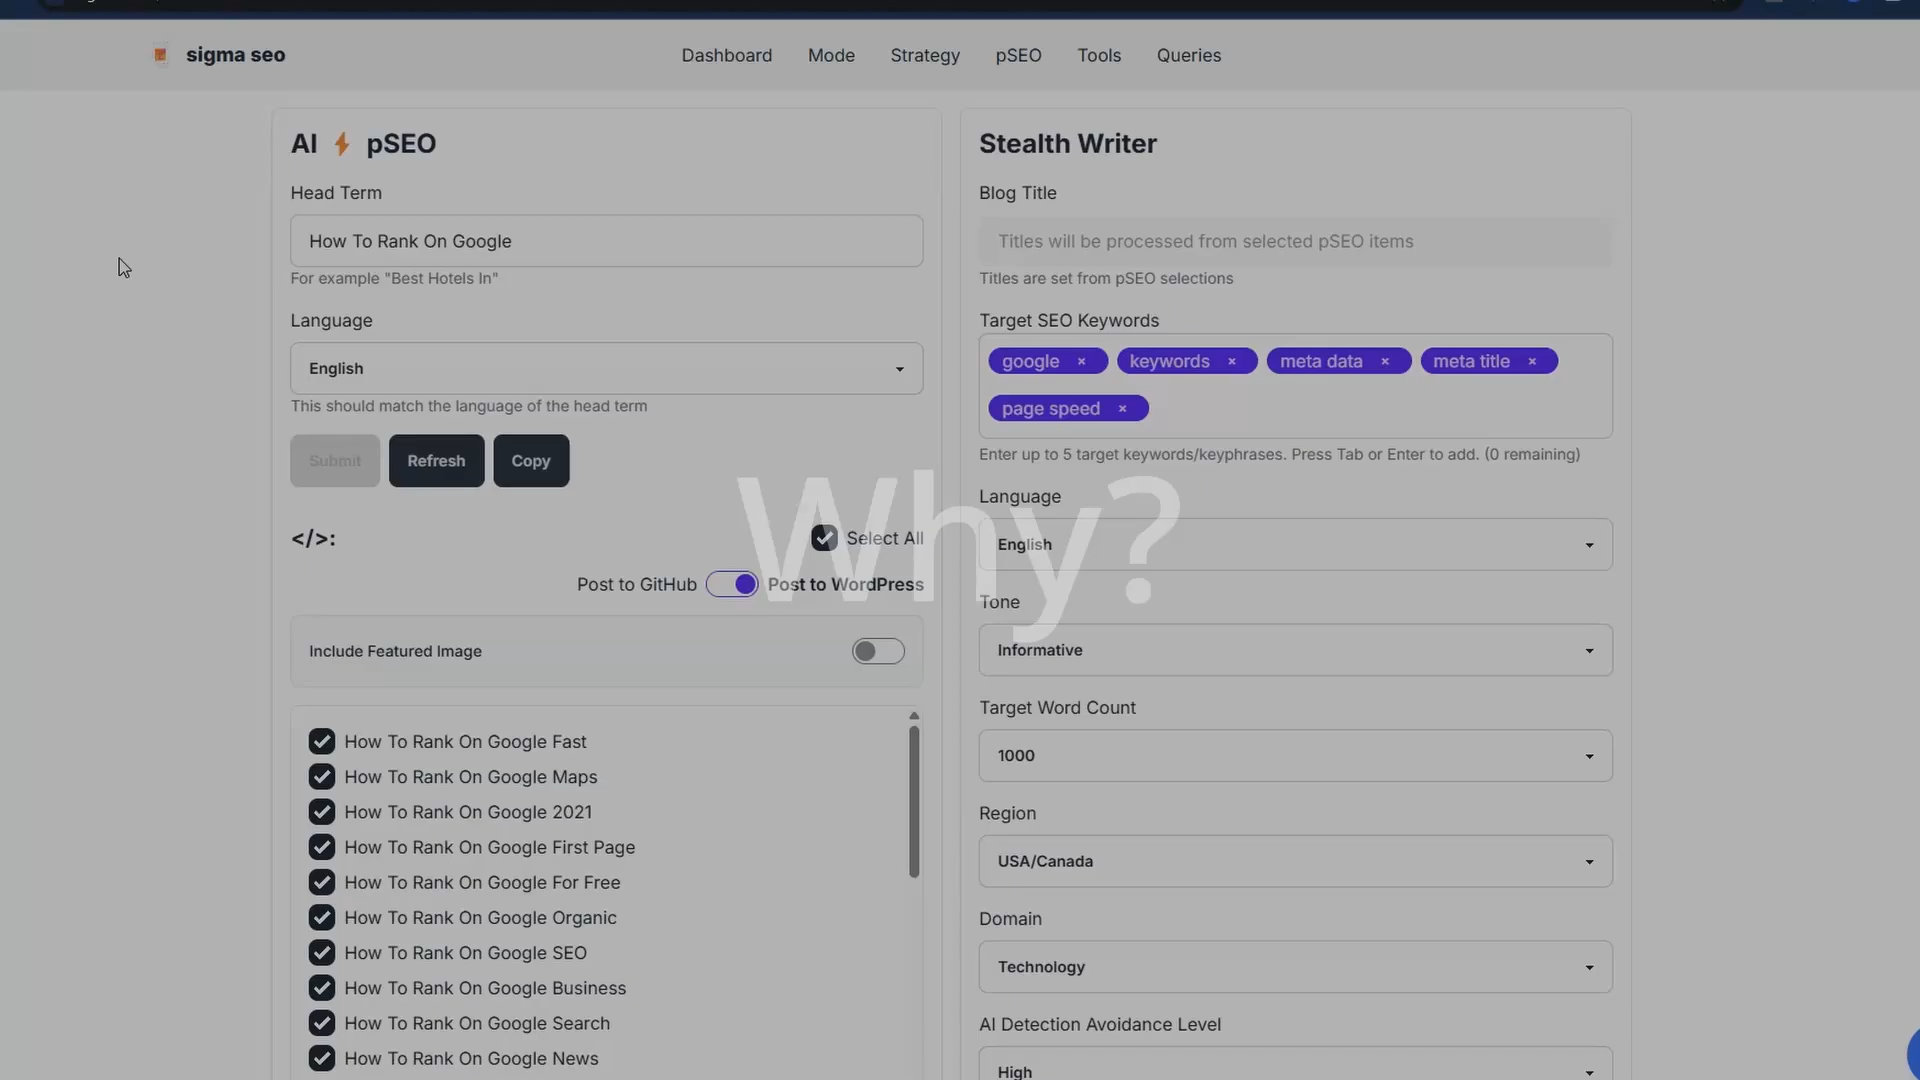 sigma seo
Dashboard
Mode
Strategy
pSEO
Tools
Queries
AI pSEO
Head Term
How To Rank On Google
For example "Best Hotels In"
Language
English
This should match the language of the head term
Submit
Refresh
Copy
</>:
Select All
Post to GitHub
Post to WordPress
Include Featured Image
How To Rank On Google Fast
How To Rank On Google Maps
How To Rank On Google 2021
How To Rank On Google First Page
How To Rank On Google For Free
How To Rank On Google Organic
How To Rank On Google SEO
How To Rank On Google Business
How To Rank On Google Search
How To Rank On Google News
Why?
Stealth Writer
Blog Title
Titles will be processed from selected pSEO items
Titles are set from pSEO selections
Target SEO Keywords
google ×
keywords ×
meta data ×
meta title ×
page speed ×
Enter up to 5 target keywords/keyphrases. Press Tab or Enter to add. (0 remaining)
Language
English
Tone
Informative
Target Word Count
1000
Region
USA/Canada
Domain
Technology
AI Detection Avoidance Level
High